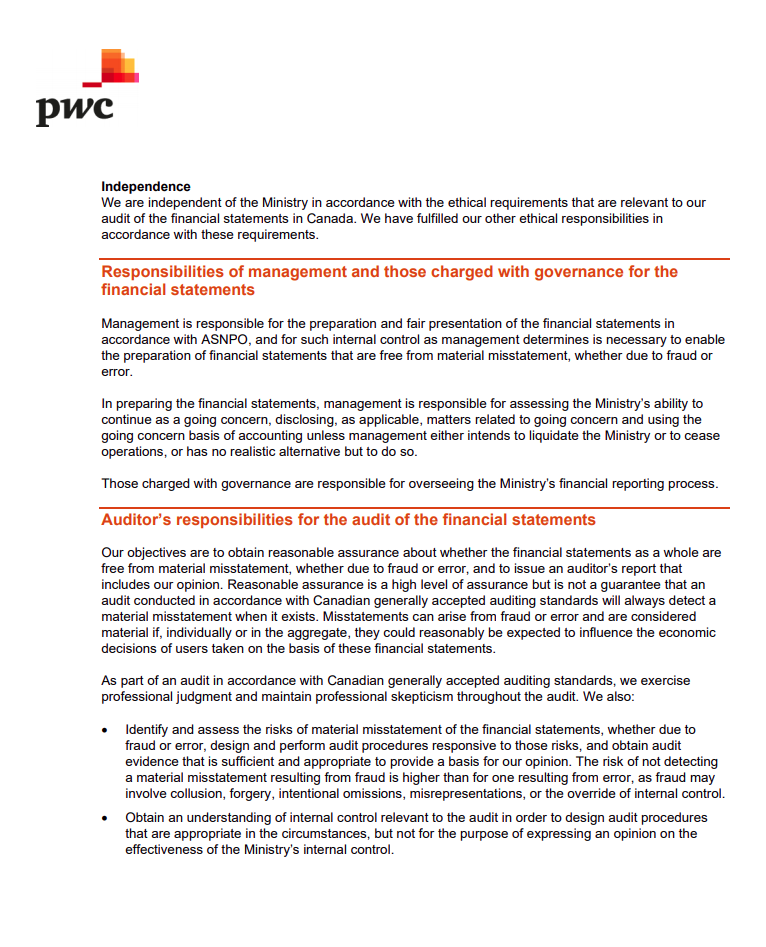 pwc
Independence
We are independent of the Ministry in accordance with the ethical requirements that are relevant to our
audit of the financial statements in Canada. We have fulfilled our other ethical responsibilities in
accordance with these requirements.
Responsibilities of management and those charged with governance for the
financial statements
Management is responsible for the preparation and fair presentation of the financial statements in
accordance with ASNPO, and for such internal control as management determines is necessary to enable
the preparation of financial statements that are free from material misstatement, whether due to fraud or
error.
In preparing the financial statements, management is responsible for assessing the Ministry’s ability to
continue as a going concern, disclosing, as applicable, matters related to going concern and using the
going concern basis of accounting unless management either intends to liquidate the Ministry or to cease
operations, or has no realistic alternative but to do so.
Those charged with governance are responsible for overseeing the Ministry’s financial reporting process.
Auditor’s responsibilities for the audit of the financial statements
Our objectives are to obtain reasonable assurance about whether the financial statements as a whole are
free from material misstatement, whether due to fraud or error, and to issue an auditor’s report that
includes our opinion. Reasonable assurance is a high level of assurance but is not a guarantee that an
audit conducted in accordance with Canadian generally accepted auditing standards will always detect a
material misstatement when it exists. Misstatements can arise from fraud or error and are considered
material if, individually or in the aggregate, they could reasonably be expected to influence the economic
decisions of users taken on the basis of these financial statements.
As part of an audit in accordance with Canadian generally accepted auditing standards, we exercise
professional judgment and maintain professional skepticism throughout the audit. We also:
• Identify and assess the risks of material misstatement of the financial statements, whether due to
fraud or error, design and perform audit procedures responsive to those risks, and obtain audit
evidence that is sufficient and appropriate to provide a basis for our opinion. The risk of not detecting
a material misstatement resulting from fraud is higher than for one resulting from error, as fraud may
involve collusion, forgery, intentional omissions, misrepresentations, or the override of internal control.
• Obtain an understanding of internal control relevant to the audit in order to design audit procedures
that are appropriate in the circumstances, but not for the purpose of expressing an opinion on the
effectiveness of the Ministry’s internal control.